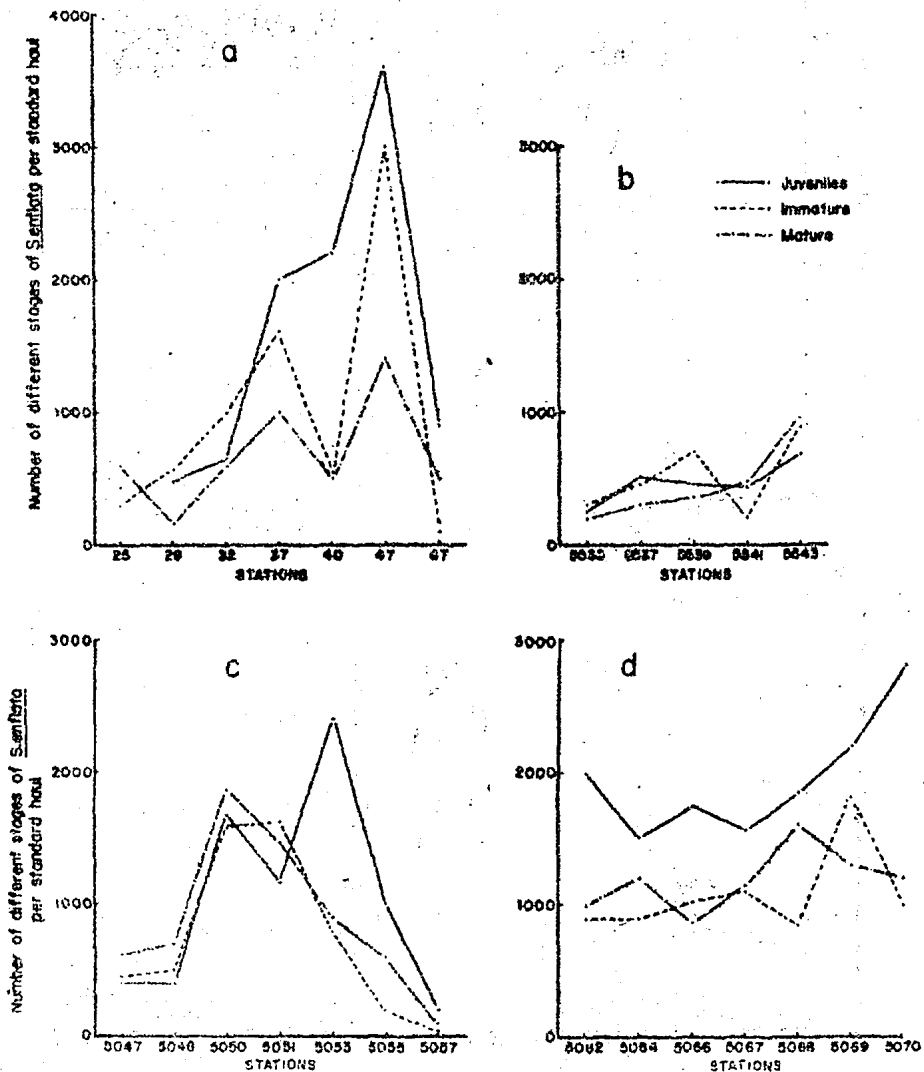 a
Number of different stages of S.enflata per standard haul
4000
3000
2000
1000
0
25 29 32 37 40 47 67
STATIONS
b
Juveniles
Immature
Mature
3000
2000
1000
0
STATIONS
c
Number of different stages of S.enflata
per standard haul
3000
2000
1000
0
5047 5048 5050 5051 5053 5055 5057
STATIONS
d
3000
2000
1000
0
5062 5064 5066 5067 5068 5069 5070
STATIONS